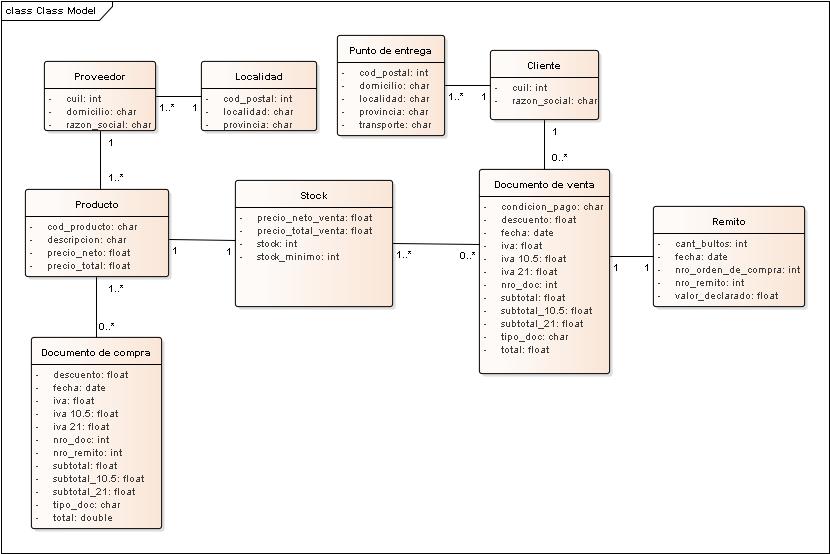 class Class Model
Proveedor
- cuil: int
- domicilio: char
- razon_social: char
1..*
1
Localidad
- cod_postal: int
- localidad: char
- provincia: char
Punto de entrega
- cod_postal: int
- domicilio: char
- localidad: char
- provincia: char
- transporte: char
1..*
1
Cliente
- cuil: int
- razon_social: char
1
1..*
1
0..*
Producto
- cod_producto: char
- descripcion: char
- precio_neto: float
- precio_total: float
1
1
Stock
- precio_neto_venta: float
- precio_total_venta: float
- stock: int
- stock_minimo: int
1..*
0..*
Documento de venta
- condicion_pago: char
- descuento: float
- fecha: date
- iva: float
- iva 10.5: float
- iva 21: float
- nro_doc: int
- subtotal: float
- subtotal_10.5: float
- subtotal_21: float
- tipo_doc: char
- total: float
1
1
Remito
- cant_bultos: int
- fecha: date
- nro_orden_de_compra: int
- nro_remito: int
- valor_declarado: float
1..*
0..*
Documento de compra
- descuento: float
- fecha: date
- iva: float
- iva 10.5: float
- iva 21: float
- nro_doc: int
- nro_remito: int
- subtotal: float
- subtotal_10.5: float
- subtotal_21: float
- tipo_doc: char
- total: double